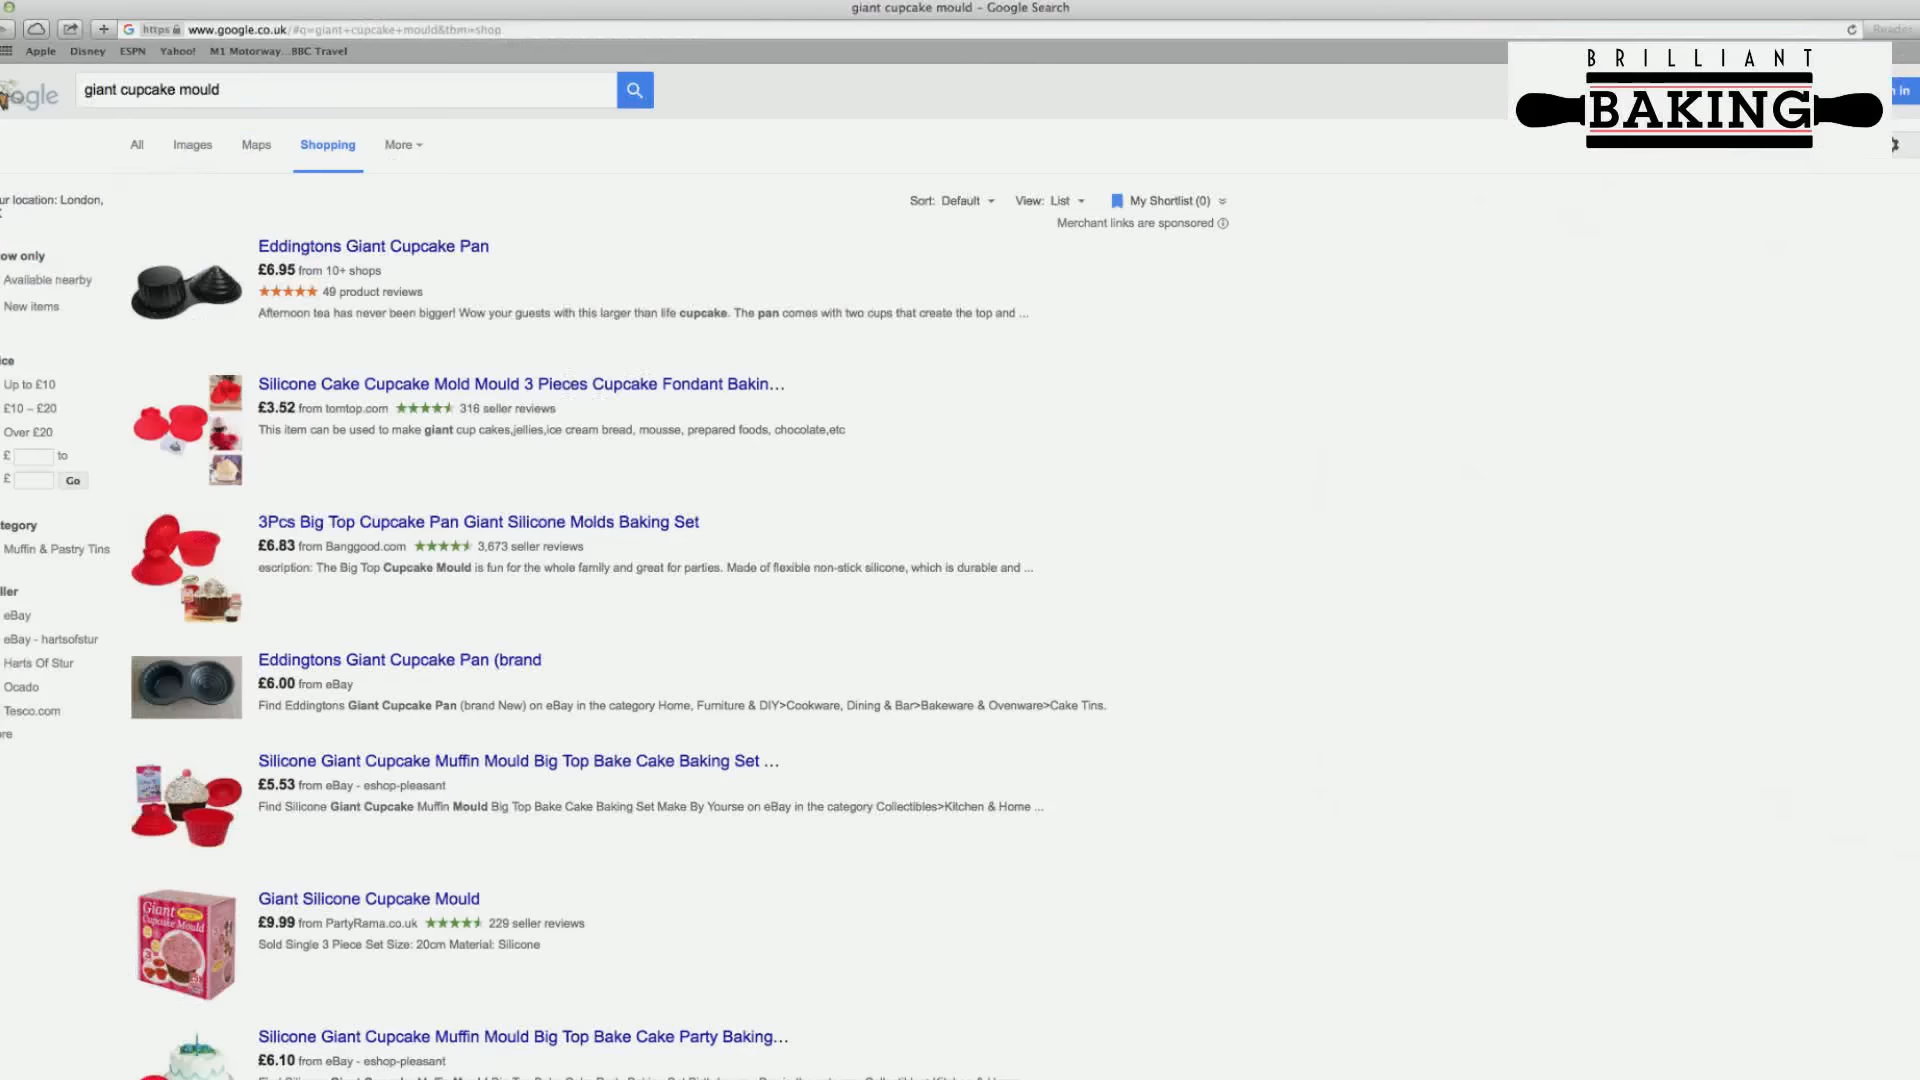 giant cupcake mould - Google Search
https www.google.co.uk/#q=giant+cupcake+mould&tbm=shop
Reader
Apple Disney ESPN Yahoo! M1 Motorway...BBC Travel
BRILLIANT
BAKING
ogle
giant cupcake mould
n in
All Images Maps Shopping More
ur location: London,
Sort: Default View: List My Shortlist (0)
Merchant links are sponsored
ow only
Available nearby
New items
ice
Up to £10
£10 – £20
Over £20
£ to
£ Go
tegory
Muffin & Pastry Tins
ller
eBay
eBay - hartsofstur
Harts Of Stur
Ocado
Tesco.com
ore
Eddingtons Giant Cupcake Pan
£6.95 from 10+ shops
49 product reviews
Afternoon tea has never been bigger! Wow your guests with this larger than life cupcake. The pan comes with two cups that create the top and ...
Silicone Cake Cupcake Mold Mould 3 Pieces Cupcake Fondant Bakin...
£3.52 from tomtop.com 316 seller reviews
This item can be used to make giant cup cakes,jellies,ice cream bread, mousse, prepared foods, chocolate,etc
3Pcs Big Top Cupcake Pan Giant Silicone Molds Baking Set
£6.83 from Banggood.com 3,673 seller reviews
escription: The Big Top Cupcake Mould is fun for the whole family and great for parties. Made of flexible non-stick silicone, which is durable and ...
Eddingtons Giant Cupcake Pan (brand
£6.00 from eBay
Find Eddingtons Giant Cupcake Pan (brand New) on eBay in the category Home, Furniture & DIY>Cookware, Dining & Bar>Bakeware & Ovenware>Cake Tins.
Silicone Giant Cupcake Muffin Mould Big Top Bake Cake Baking Set ...
£5.53 from eBay - eshop-pleasant
Find Silicone Giant Cupcake Muffin Mould Big Top Bake Cake Baking Set Make By Yourse on eBay in the category Collectibles>Kitchen & Home ...
Giant
Cupcake Mould
Giant Silicone Cupcake Mould
£9.99 from PartyRama.co.uk 229 seller reviews
Sold Single 3 Piece Set Size: 20cm Material: Silicone
Silicone Giant Cupcake Muffin Mould Big Top Bake Cake Party Baking...
£6.10 from eBay - eshop-pleasant